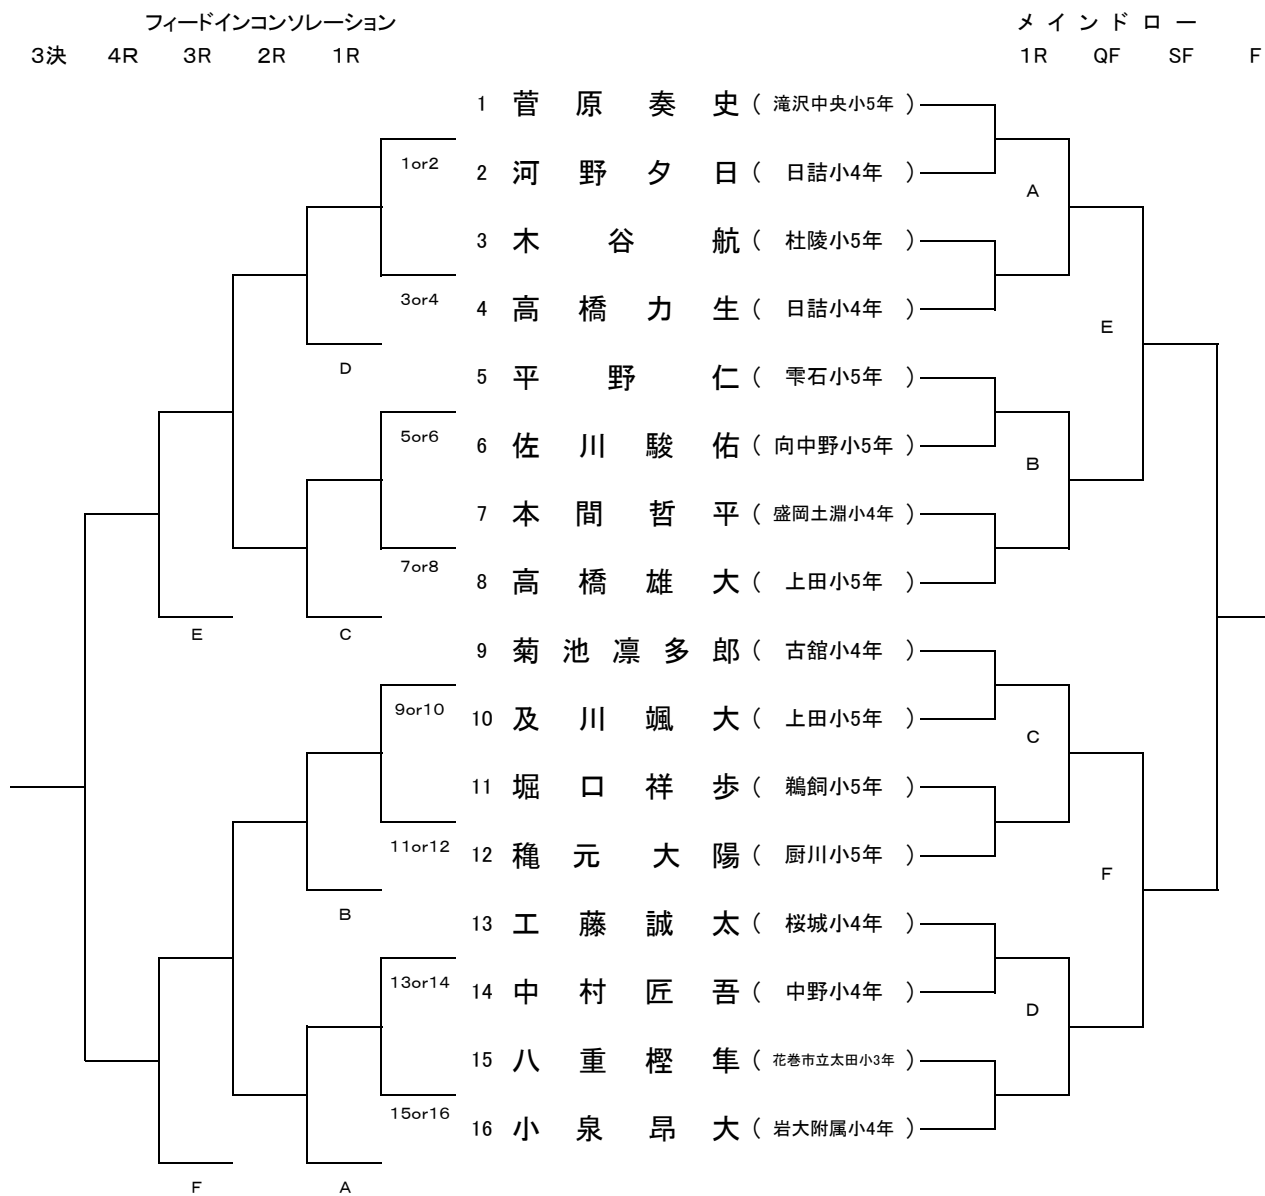 フィードインコンソレーション メインドロー
3決 4R 3R 2R 1R 1R QF SF F
1 菅原奏史 ( 滝沢中央小5年 )
1or2
2 河野夕日 ( 日詰小4年 )
A
3 木谷航 ( 杜陵小5年 )
3or4
4 高橋力生 ( 日詰小4年 )
E
D
5 平野仁 ( 雫石小5年 )
5or6
6 佐川駿佑 ( 向中野小5年 )
B
7 本間哲平 ( 盛岡土淵小4年 )
7or8
8 高橋雄大 ( 上田小5年 )
E C
9 菊池凛多郎 ( 古舘小4年 )
9or10
10 及川颯大 ( 上田小5年 )
C
11 堀口祥歩 ( 鵜飼小5年 )
11or12
12 穐元大陽 ( 厨川小5年 )
F
B
13 工藤誠太 ( 桜城小4年 )
13or14
14 中村匠吾 ( 中野小4年 )
D
15 八重樫隼 ( 花巻市立太田小3年 )
15or16
16 小泉昂大 ( 岩大附属小4年 )
F A